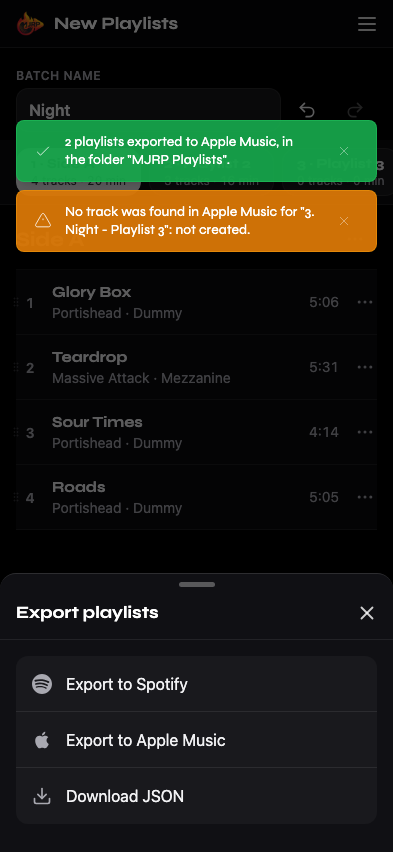 New Playlists
BATCH NAME
Night
2 playlists exported to Apple Music, in
the folder "MJRP Playlists".
No track was found in Apple Music for "3.
Night - Playlist 3": not created.
Side A
1
Glory Box
Portishead · Dummy
5:06
2
Teardrop
Massive Attack · Mezzanine
5:31
3
Sour Times
Portishead · Dummy
4:14
4
Roads
Portishead · Dummy
5:05
Export playlists
Export to Spotify
Export to Apple Music
Download JSON